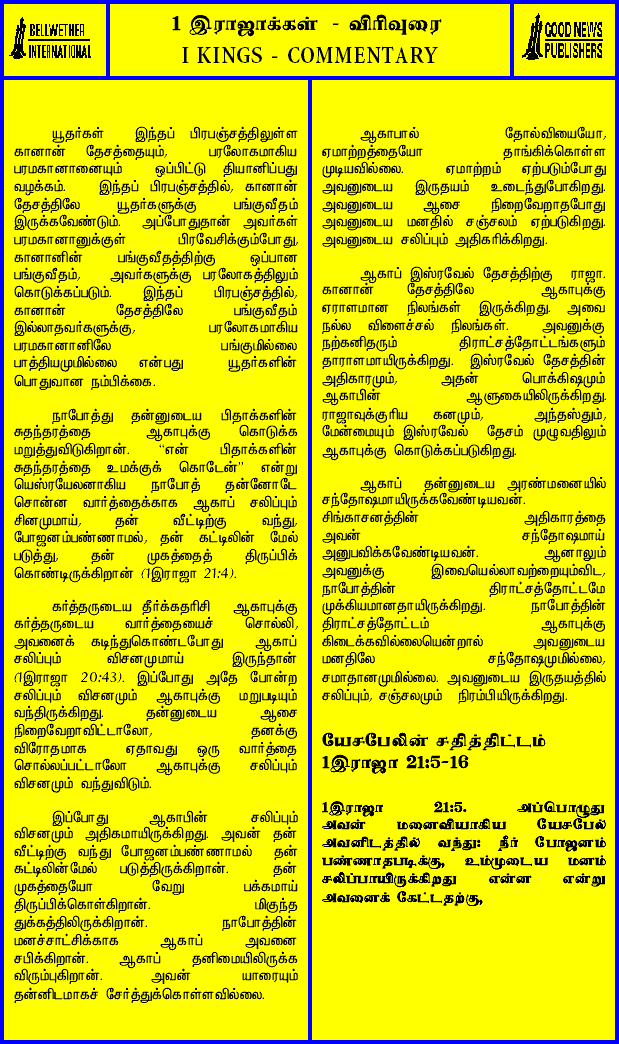 BELLWETHER
INTERNATIONAL
1 இராஜாக்கள் - விரிவுரை
I KINGS - COMMENTARY
GOOD NEWS
PUBLISHERS
யூதர்கள் இந்தப் பிரபஞ்சத்திலுள்ள
கானான் தேசத்தையும், பரலோகமாகிய
பரமகானானையும் ஒப்பிட்டு தியானிப்பது
வழக்கம். இந்தப் பிரபஞ்சத்தில், கானான்
தேசத்திலே யூதர்களுக்கு பங்குவீதம்
இருக்கவேண்டும். அப்போதுதான் அவர்கள்
பரமகானானுக்குள் பிரவேசிக்கும்போது,
கானானின் பங்குவீதத்திற்கு ஒப்பான
பங்குவீதம், அவர்களுக்கு பரலோகத்திலும்
கொடுக்கப்படும். இந்தப் பிரபஞ்சத்தில்,
கானான் தேசத்திலே பங்குவீதம்
இல்லாதவர்களுக்கு, பரலோகமாகிய
பரமகானானிலே பங்குமில்லை
பாத்தியமுமில்லை என்பது யூதர்களின்
பொதுவான நம்பிக்கை.
நாபோத்து தன்னுடைய பிதாக்களின்
சுதந்தரத்தை ஆகாபுக்கு கொடுக்க
மறுத்துவிடுகிறான். “என் பிதாக்களின்
சுதந்தரத்தை உமக்குக் கொடேன்” என்று
யெஸ்ரயேலனாகிய நாபோத் தன்னோடே
சொன்ன வார்த்தைக்காக ஆகாப் சலிப்பும்
சினமுமாய், தன் வீட்டிற்கு வந்து,
போஜனம்பண்ணாமல், தன் கட்டிலின் மேல்
படுத்து, தன் முகத்தைத் திருப்பிக்
கொண்டிருக்கிறான் (1இராஜா 21:4).
கர்த்தருடைய தீர்க்கதரிசி ஆகாபுக்கு
கர்த்தருடைய வார்த்தையைச் சொல்லி,
அவனைக் கடிந்துகொண்டபோது ஆகாப்
சலிப்பும் விசனமுமாய் இருந்தான்
(1இராஜா 20:43). இப்போது அதே போன்ற
சலிப்பும் விசனமும் ஆகாபுக்கு மறுபடியும்
வந்திருக்கிறது. தன்னுடைய ஆசை
நிறைவேறாவிட்டாலோ, தனக்கு
விரோதமாக ஏதாவது ஒரு வார்த்தை
சொல்லப்பட்டாலோ ஆகாபுக்கு சலிப்பும்
விசனமும் வந்துவிடும்.
இப்போது ஆகாபின் சலிப்பும்
விசனமும் அதிகமாயிருக்கிறது. அவன் தன்
வீட்டிற்கு வந்து போஜனம்பண்ணாமல் தன்
கட்டிலின்மேல் படுத்திருக்கிறான். தன்
முகத்தையோ வேறு பக்கமாய்
திருப்பிக்கொள்கிறான். மிகுந்த
துக்கத்திலிருக்கிறான். நாபோத்தின்
மனச்சாட்சிக்காக ஆகாப் அவனை
சபிக்கிறான். ஆகாப் தனிமையிலிருக்க
விரும்புகிறான். அவன் யாரையும்
தன்னிடமாகச் சேர்த்துக்கொள்ளவில்லை.
ஆகாபால் தோல்வியையோ,
ஏமாற்றத்தையோ தாங்கிக்கொள்ள
முடியவில்லை. ஏமாற்றம் ஏற்படும்போது
அவனுடைய இருதயம் உடைந்துபோகிறது.
அவனுடைய ஆசை நிறைவேறாதபோது
அவனுடைய மனதில் சஞ்சலம் ஏற்படுகிறது.
அவனுடைய சலிப்பும் அதிகரிக்கிறது.
ஆகாப் இஸ்ரவேல் தேசத்திற்கு ராஜா.
கானான் தேசத்திலே ஆகாபுக்கு
ஏராளமான நிலங்கள் இருக்கிறது. அவை
நல்ல விளைச்சல் நிலங்கள். அவனுக்கு
நற்கனிதரும் திராட்சத்தோட்டங்களும்
தாராளமாயிருக்கிறது. இஸ்ரவேல் தேசத்தின்
அதிகாரமும், அதன் பொக்கிஷமும்
ஆகாபின் ஆளுகையிலிருக்கிறது.
ராஜாவுக்குரிய கனமும், அந்தஸ்தும்,
மேன்மையும் இஸ்ரவேல் தேசம் முழுவதிலும்
ஆகாபுக்கு கொடுக்கப்படுகிறது.
ஆகாப் தன்னுடைய அரண்மனையில்
சந்தோஷமாயிருக்கவேண்டியவன்.
சிங்காசனத்தின் அதிகாரத்தை
அவன் சந்தோஷமாய்
அனுபவிக்கவேண்டியவன். ஆனாலும்
அவனுக்கு இவையெல்லாவற்றையும்விட,
நாபோத்தின் திராட்சத்தோட்டமே
முக்கியமானதாயிருக்கிறது. நாபோத்தின்
திராட்சத்தோட்டம் ஆகாபுக்கு
கிடைக்கவில்லையென்றால் அவனுடைய
மனதிலே சந்தோஷமுமில்லை,
சமாதானமுமில்லை. அவனுடைய இருதயத்தில்
சலிப்பும், சஞ்சலமும் நிரம்பியிருக்கிறது.
யேசபேலின் சதித்திட்டம்
1இராஜா 21:5-16
1இராஜா 21:5. அப்பொழுது
அவன் மனைவியாகிய யேசபேல்
அவனிடத்தில் வந்து: நீர் போஜனம்
பண்ணாதபடிக்கு, உம்முடைய மனம்
சலிப்பாயிருக்கிறது என்ன என்று
அவனைக் கேட்டதற்கு,